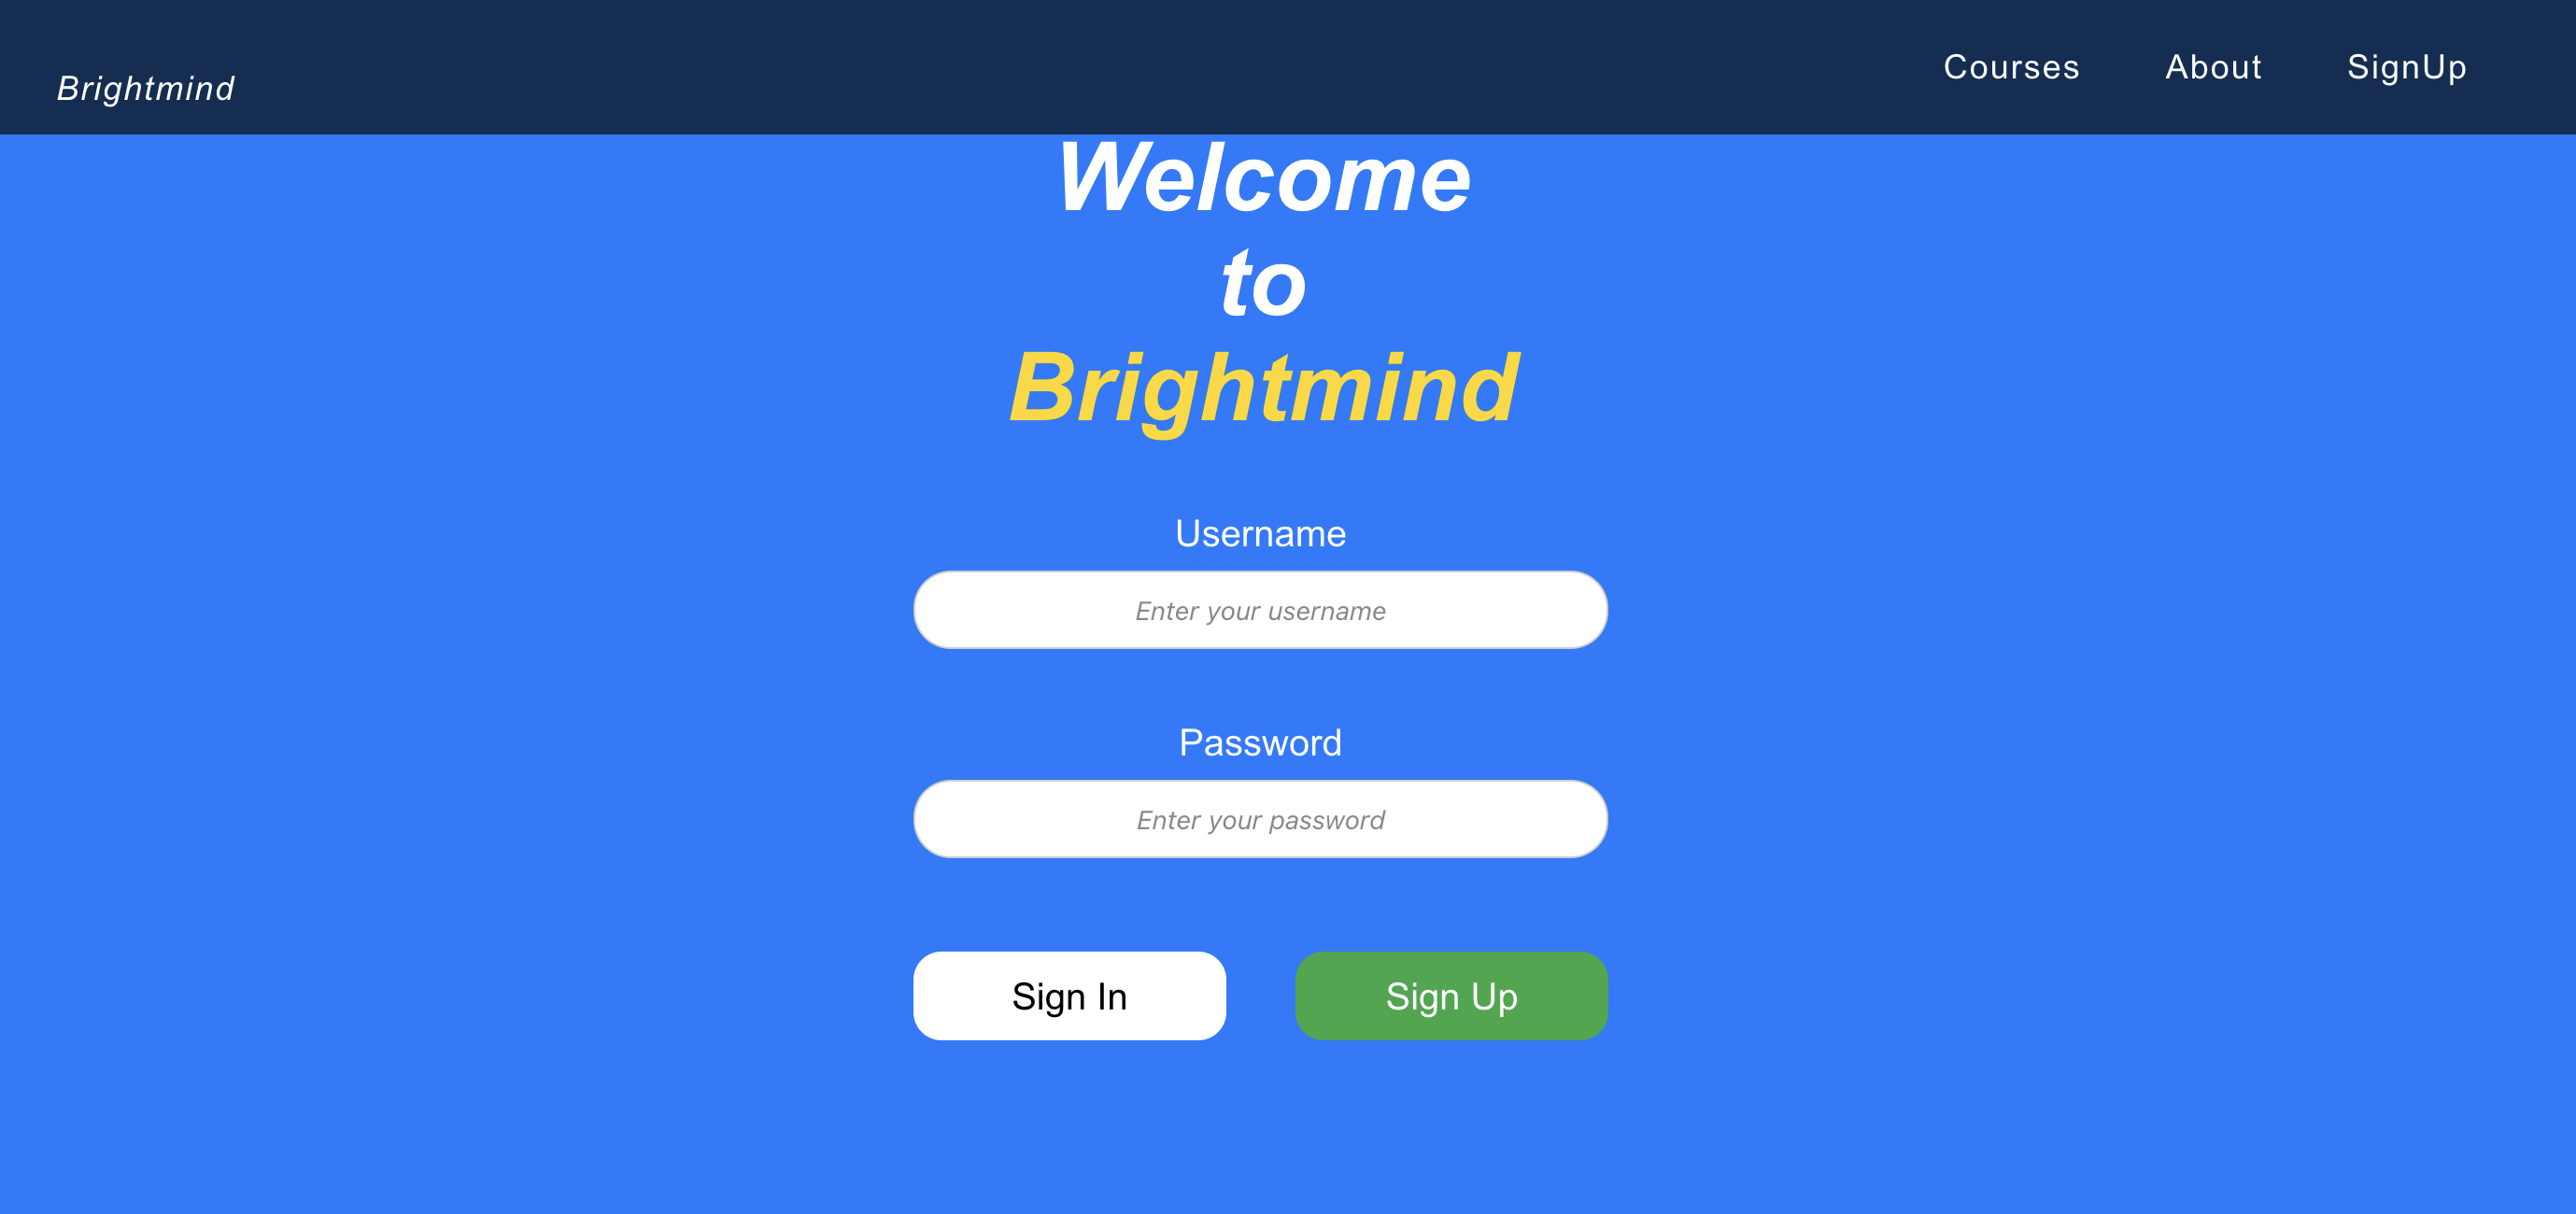 Brightmind
Courses About SignUp
Welcome
to
Brightmind
Username
Enter your username
Password
Enter your password
Sign In Sign Up